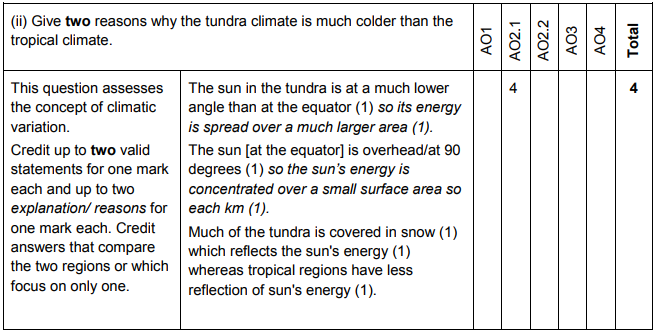 (ii) Give two reasons why the tundra climate is much colder than the
tropical climate.
AO1
AO2.1
AO2.2
AO3
AO4
Total
This question assesses
the concept of climatic
variation.
Credit up to two valid
statements for one mark
each and up to two
explanation/ reasons for
one mark each. Credit
answers that compare
the two regions or which
focus on only one.
The sun in the tundra is at a much lower
angle than at the equator (1) so its energy
is spread over a much larger area (1).
The sun [at the equator] is overhead/at 90
degrees (1) so the sun's energy is
concentrated over a small surface area so
each km (1).
Much of the tundra is covered in snow (1)
which reflects the sun's energy (1)
whereas tropical regions have less
reflection of sun's energy (1).
4
4